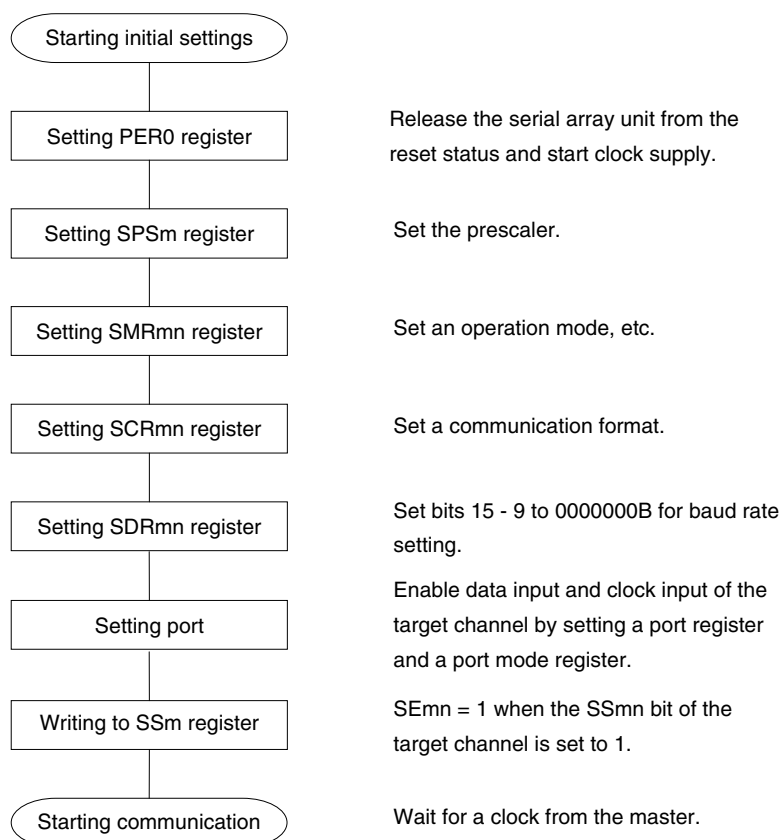 Starting initial settings
Setting PER0 register
Release the serial array unit from the
reset status and start clock supply.
Setting SPSm register
Set the prescaler.
Setting SMRmn register
Set an operation mode, etc.
Setting SCRmn register
Set a communication format.
Setting SDRmn register
Set bits 15 - 9 to 0000000B for baud rate
setting.
Setting port
Enable data input and clock input of the
target channel by setting a port register
and a port mode register.
Writing to SSm register
SEmn = 1 when the SSmn bit of the
target channel is set to 1.
Starting communication
Wait for a clock from the master.